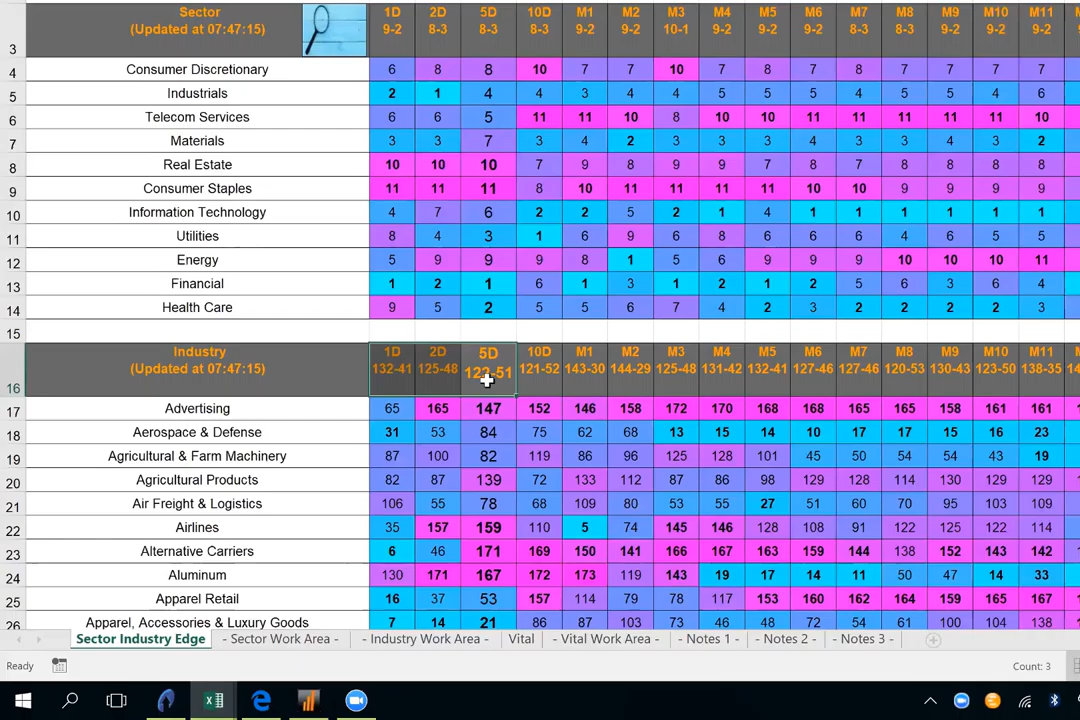 Sector 1D 2D 5D 10D M1 M2 M3 M4 M5 M6 M7 M8 M9 M10 M11
3 (Updated at 07:47:15) 9-2 8-3 8-3 8-3 9-2 9-2 10-1 9-2 9-2 9-2 9-2 8-3 9-2 9-2 9-2
4 Consumer Discretionary 6 8 8 10 7 7 10 7 8 7 8 7 7 7 7
5 Industrials 2 1 4 4 3 4 4 5 5 5 4 5 5 4 6
6 Telecom Services 6 6 5 11 11 10 8 10 10 11 11 11 11 11 10
7 Materials 3 3 7 3 4 2 3 3 3 4 3 3 4 3 2
8 Real Estate 10 10 10 7 9 8 9 9 7 8 7 8 8 8 8
9 Consumer Staples 11 11 11 8 10 11 11 11 11 10 10 9 9 9 9
10 Information Technology 4 7 6 2 2 5 2 1 4 1 1 1 1 1 1
11 Utilities 8 4 3 1 6 9 6 8 6 6 6 4 6 5 5
12 Energy 5 9 9 9 8 1 5 6 9 9 9 10 10 10 11
13 Financial 1 2 1 6 1 3 1 2 1 2 5 6 3 6 4
14 Health Care 9 5 2 5 5 6 7 4 2 3 2 2 2 2 3
15
Industry 1D 2D 5D 10D M1 M2 M3 M4 M5 M6 M7 M8 M9 M10 M11
(Updated at 07:47:15) 132-41 125-48 121-52 143-30 144-29 125-48 131-42 132-41 127-46 127-46 120-53 130-43 123-50 138-35
16
17 Advertising 65 165 147 152 146 158 172 170 168 168 165 165 158 161 161
18 Aerospace & Defense 31 53 84 75 62 68 13 15 14 10 17 17 15 16 23
19 Agricultural & Farm Machinery 87 100 82 119 86 96 125 128 101 45 50 54 54 43 19
20 Agricultural Products 82 87 139 72 133 112 87 86 98 129 128 114 130 129 129
21 Air Freight & Logistics 106 55 78 68 109 80 53 55 27 51 60 70 95 103 109
22 Airlines 35 157 159 110 5 74 145 146 128 108 91 122 125 122 114
23 Alternative Carriers 6 46 171 169 150 141 166 167 163 159 144 138 152 143 142
24 Aluminum 130 171 167 172 173 119 143 19 17 14 11 50 47 14 33
25 Apparel Retail 16 37 53 157 114 79 78 117 153 160 162 164 159 165 167
26 Apparel, Accessories & Luxury Goods 7 14 21 86 87 103 73 46 48 72 54 61 100 104 138
Sector Industry Edge - Sector Work Area - - Industry Work Area - Vital - Vital Work Area - - Notes 1 - - Notes 2 - - Notes 3 -
Ready Count: 3